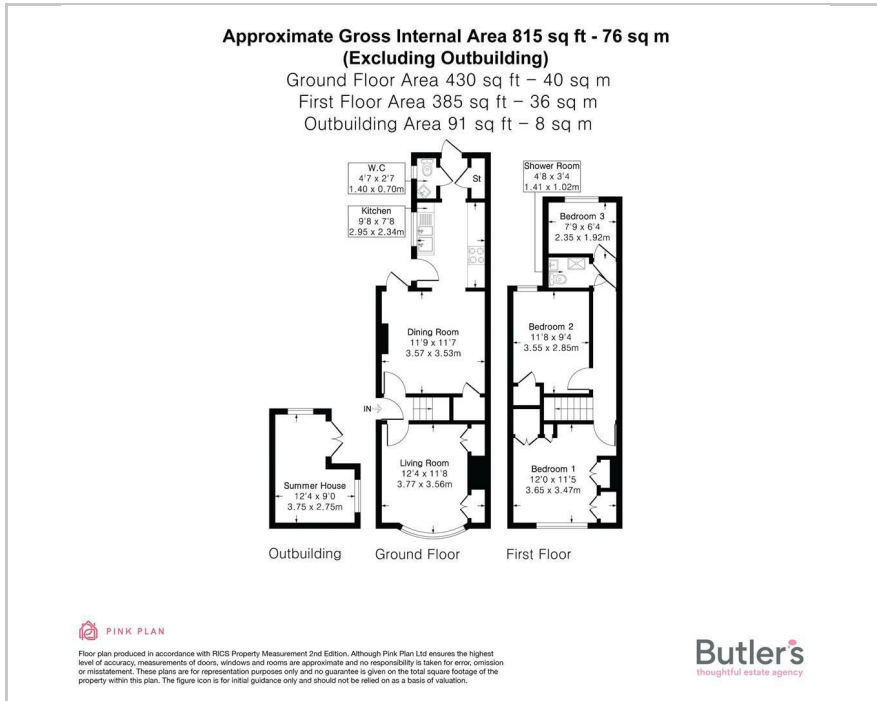 Approximate Gross Internal Area 815 sq ft - 76 sq m
(Excluding Outbuilding)
Ground Floor Area 430 sq ft – 40 sq m
First Floor Area 385 sq ft – 36 sq m
Outbuilding Area 91 sq ft – 8 sq m
W.C
4'7 x 2'7
1.40 x 0.70m
St
Kitchen
9'8 x 7'8
2.95 x 2.34m
Dining Room
11'9 x 11'7
3.57 x 3.53m
IN
Living Room
12'4 x 11'8
3.77 x 3.56m
Summer House
12'4 x 9'0
3.75 x 2.75m
Shower Room
4'8 x 3'4
1.41 x 1.02m
Bedroom 3
7'9 x 6'4
2.35 x 1.92m
Bedroom 2
11'8 x 9'4
3.55 x 2.85m
Bedroom 1
12'0 x 11'5
3.65 x 3.47m
Outbuilding
Ground Floor
First Floor
PINK PLAN
Floor plan produced in accordance with RICS Property Measurement 2nd Edition. Although Pink Plan Ltd ensures the highest
level of accuracy, measurements of doors, windows and rooms are approximate and no responsibility is taken for error, omission
or misstatement. These plans are for representation purposes only and no guarantee is given on the total square footage of the
property within this plan. The figure icon is for initial guidance only and should not be relied on as a basis of valuation.
Butler's
thoughtful estate agency